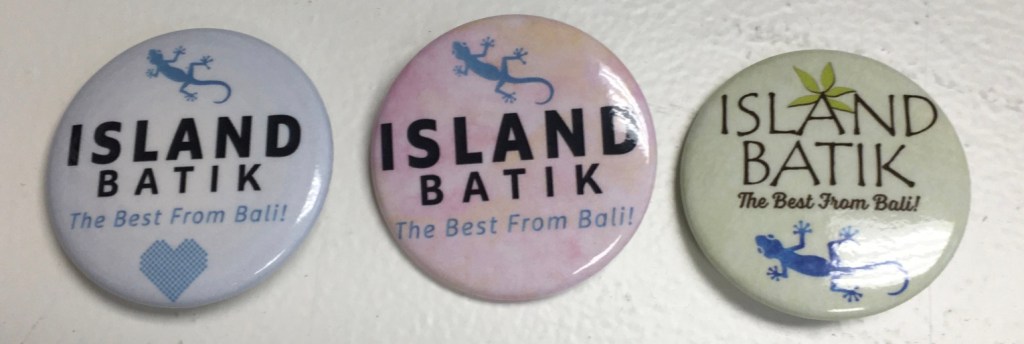 ISLAND
BATIK
The Best From Bali!
ISLAND
BATIK
The Best From Bali!
ISLAND
BATIK
The Best From Bali!